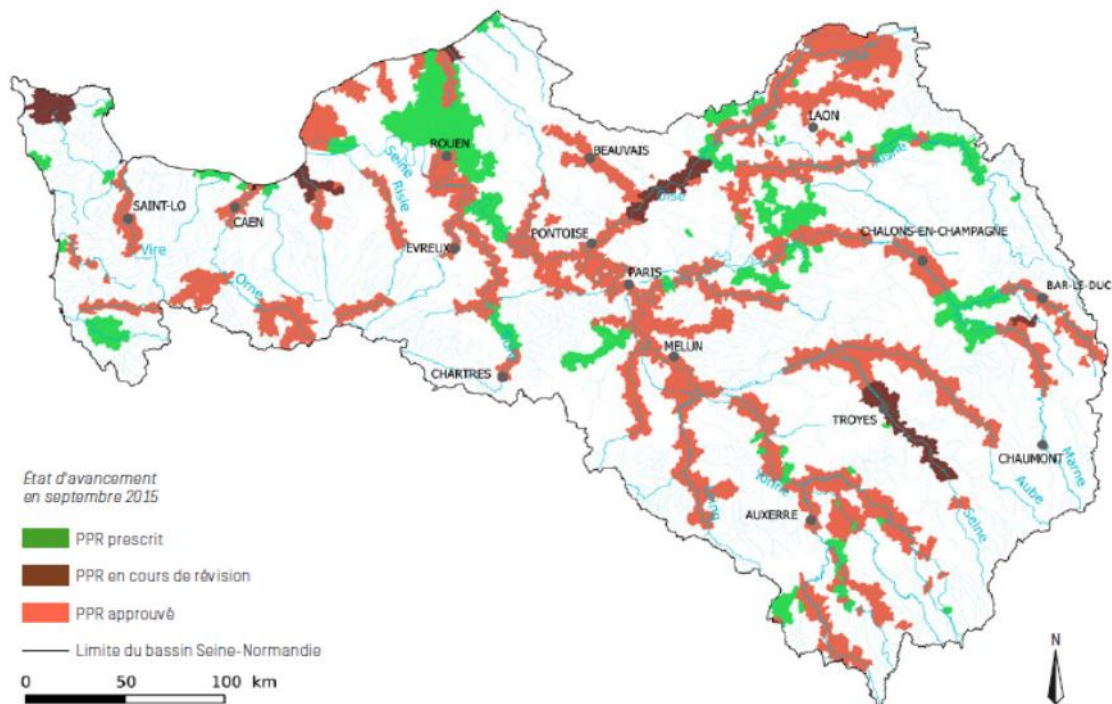 LAON
ROUEN
Seine
BEAUVAIS
Risle
Oise
SAINT-LO
CAEN
CHALONS-EN-CHAMPAGNE
PONTOISE
EVREUX
Vire
PARIS
Orne
BAR-LE-DUC
MELUN
CHARTRES
TROYES
CHAUMONT
Marne
Aube
État d'avancement
en septembre 2015
Yonne
Seine
AUXERRE
PPR prescrit
PPR en cours de révision
PPR approuvé
Limite du bassin Seine-Normandie
N
0 50 100 km